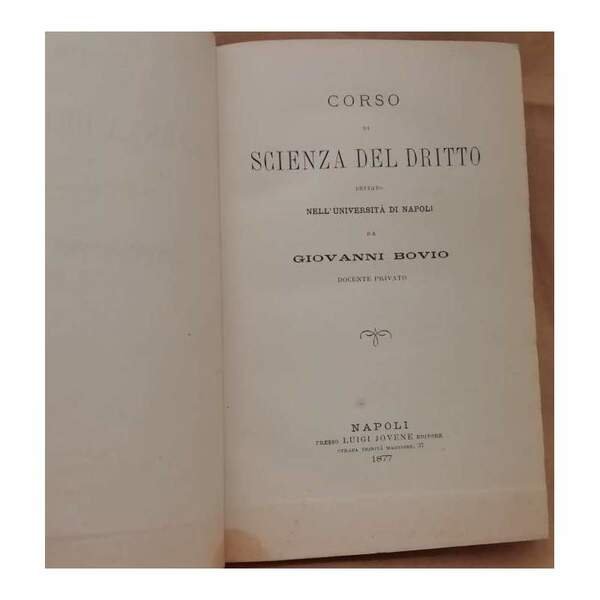 CORSO
DI
SCIENZA DEL DRITTO
DETTATO
NELL'UNIVERSITÀ DI NAPOLI
DA
GIOVANNI BOVIO
DOCENTE PRIVATO
NAPOLI
PRESSO LUIGI JOVENE EDITORE
STRADA TRINITÀ MAGGIORE, 37
1877